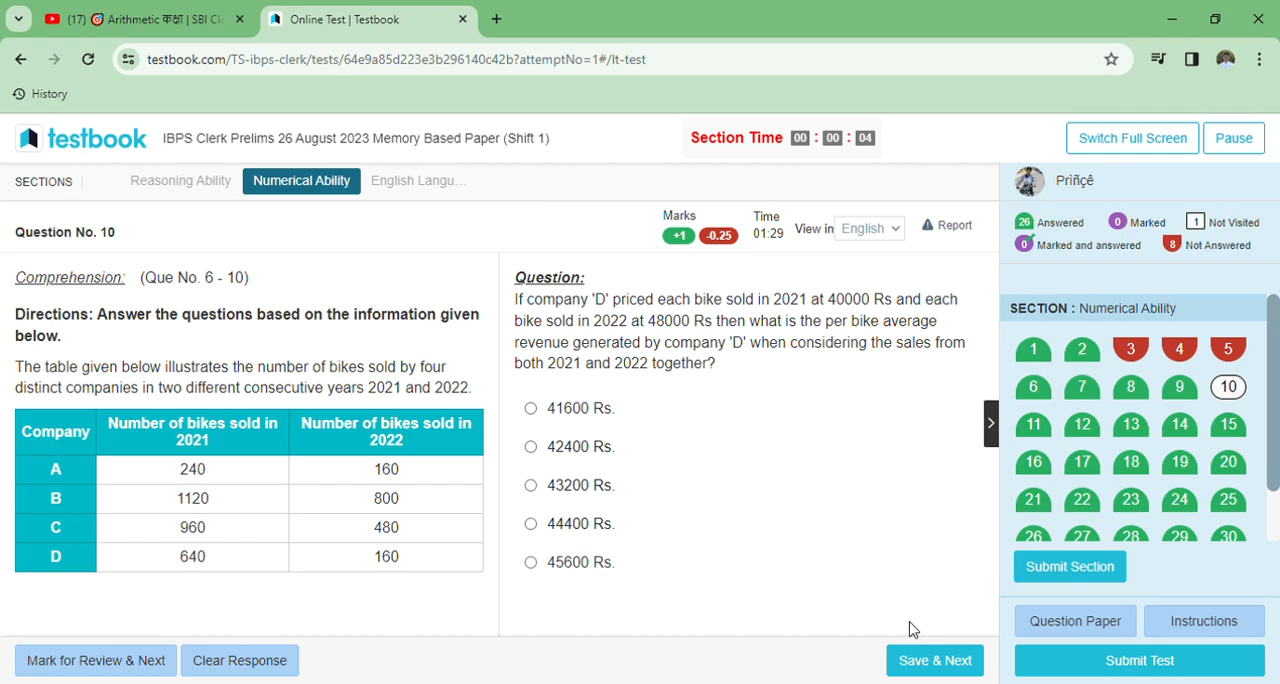 (17) 🎯 Arithmetic कक्षा | SBI Cl
Online Test | Testbook
testbook.com/TS-ibps-clerk/tests/64e9a85d223e3b296140c42b?attemptNo=1#/lt-test
History
testbook
IBPS Clerk Prelims 26 August 2023 Memory Based Paper (Shift 1)
Section Time 00 : 00 : 04
Switch Full Screen
Pause
SECTIONS
Reasoning Ability
Numerical Ability
English Langu...
Prîñçê
Question No. 10
Marks
+1 -0.25
Time
01:29
View in English
Report
26 Answered
0 Marked
1 Not Visited
0 Marked and answered
8 Not Answered
Comprehension: (Que No. 6 - 10)
Directions: Answer the questions based on the information given
below.
The table given below illustrates the number of bikes sold by four
distinct companies in two different consecutive years 2021 and 2022.
Company Number of bikes sold in 2021 Number of bikes sold in 2022
A 240 160
B 1120 800
C 960 480
D 640 160
Question:
If company 'D' priced each bike sold in 2021 at 40000 Rs and each
bike sold in 2022 at 48000 Rs then what is the per bike average
revenue generated by company 'D' when considering the sales from
both 2021 and 2022 together?
41600 Rs.
42400 Rs.
43200 Rs.
44400 Rs.
45600 Rs.
SECTION : Numerical Ability
1 2 3 4 5
6 7 8 9 10
11 12 13 14 15
16 17 18 19 20
21 22 23 24 25
26 27 28 29 30
Submit Section
Question Paper
Instructions
Mark for Review & Next
Clear Response
Save & Next
Submit Test